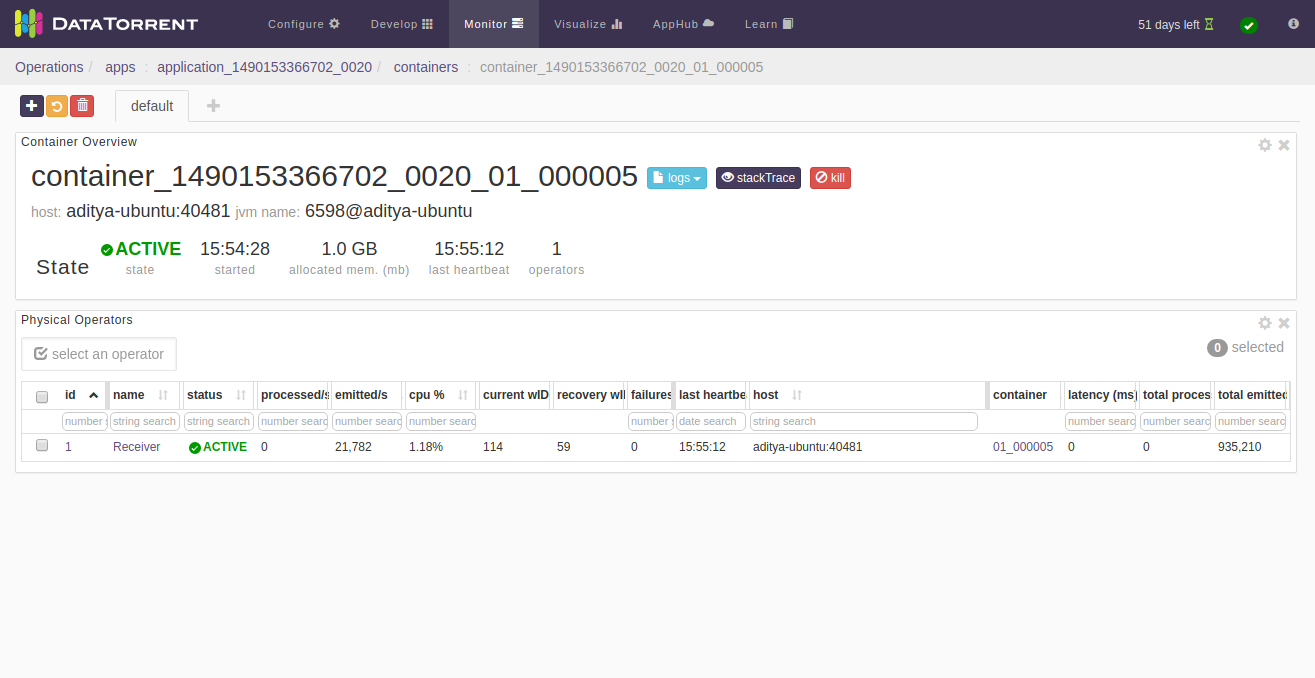 DATATORRENT Configure Develop Monitor Visualize AppHub Learn 51 days left
Operations / apps : application_1490153366702_0020 / containers : container_1490153366702_0020_01_000005
default
Container Overview
container_1490153366702_0020_01_000005 logs stackTrace kill
host: aditya-ubuntu:40481 jvm name: 6598@aditya-ubuntu
State ACTIVE 15:54:28 1.0 GB 15:55:12 1
state started allocated mem. (mb) last heartbeat operators
Physical Operators
select an operator 0 selected
id name status processed/s emitted/s cpu % current wID recovery wI failures last heartbe host container latency (ms) total proces total emitted
number s string search string search number searc number searc number searc number s date search string search number searc number searc number searc
1 Receiver ACTIVE 0 21,782 1.18% 114 59 0 15:55:12 aditya-ubuntu:40481 01_000005 0 0 935,210